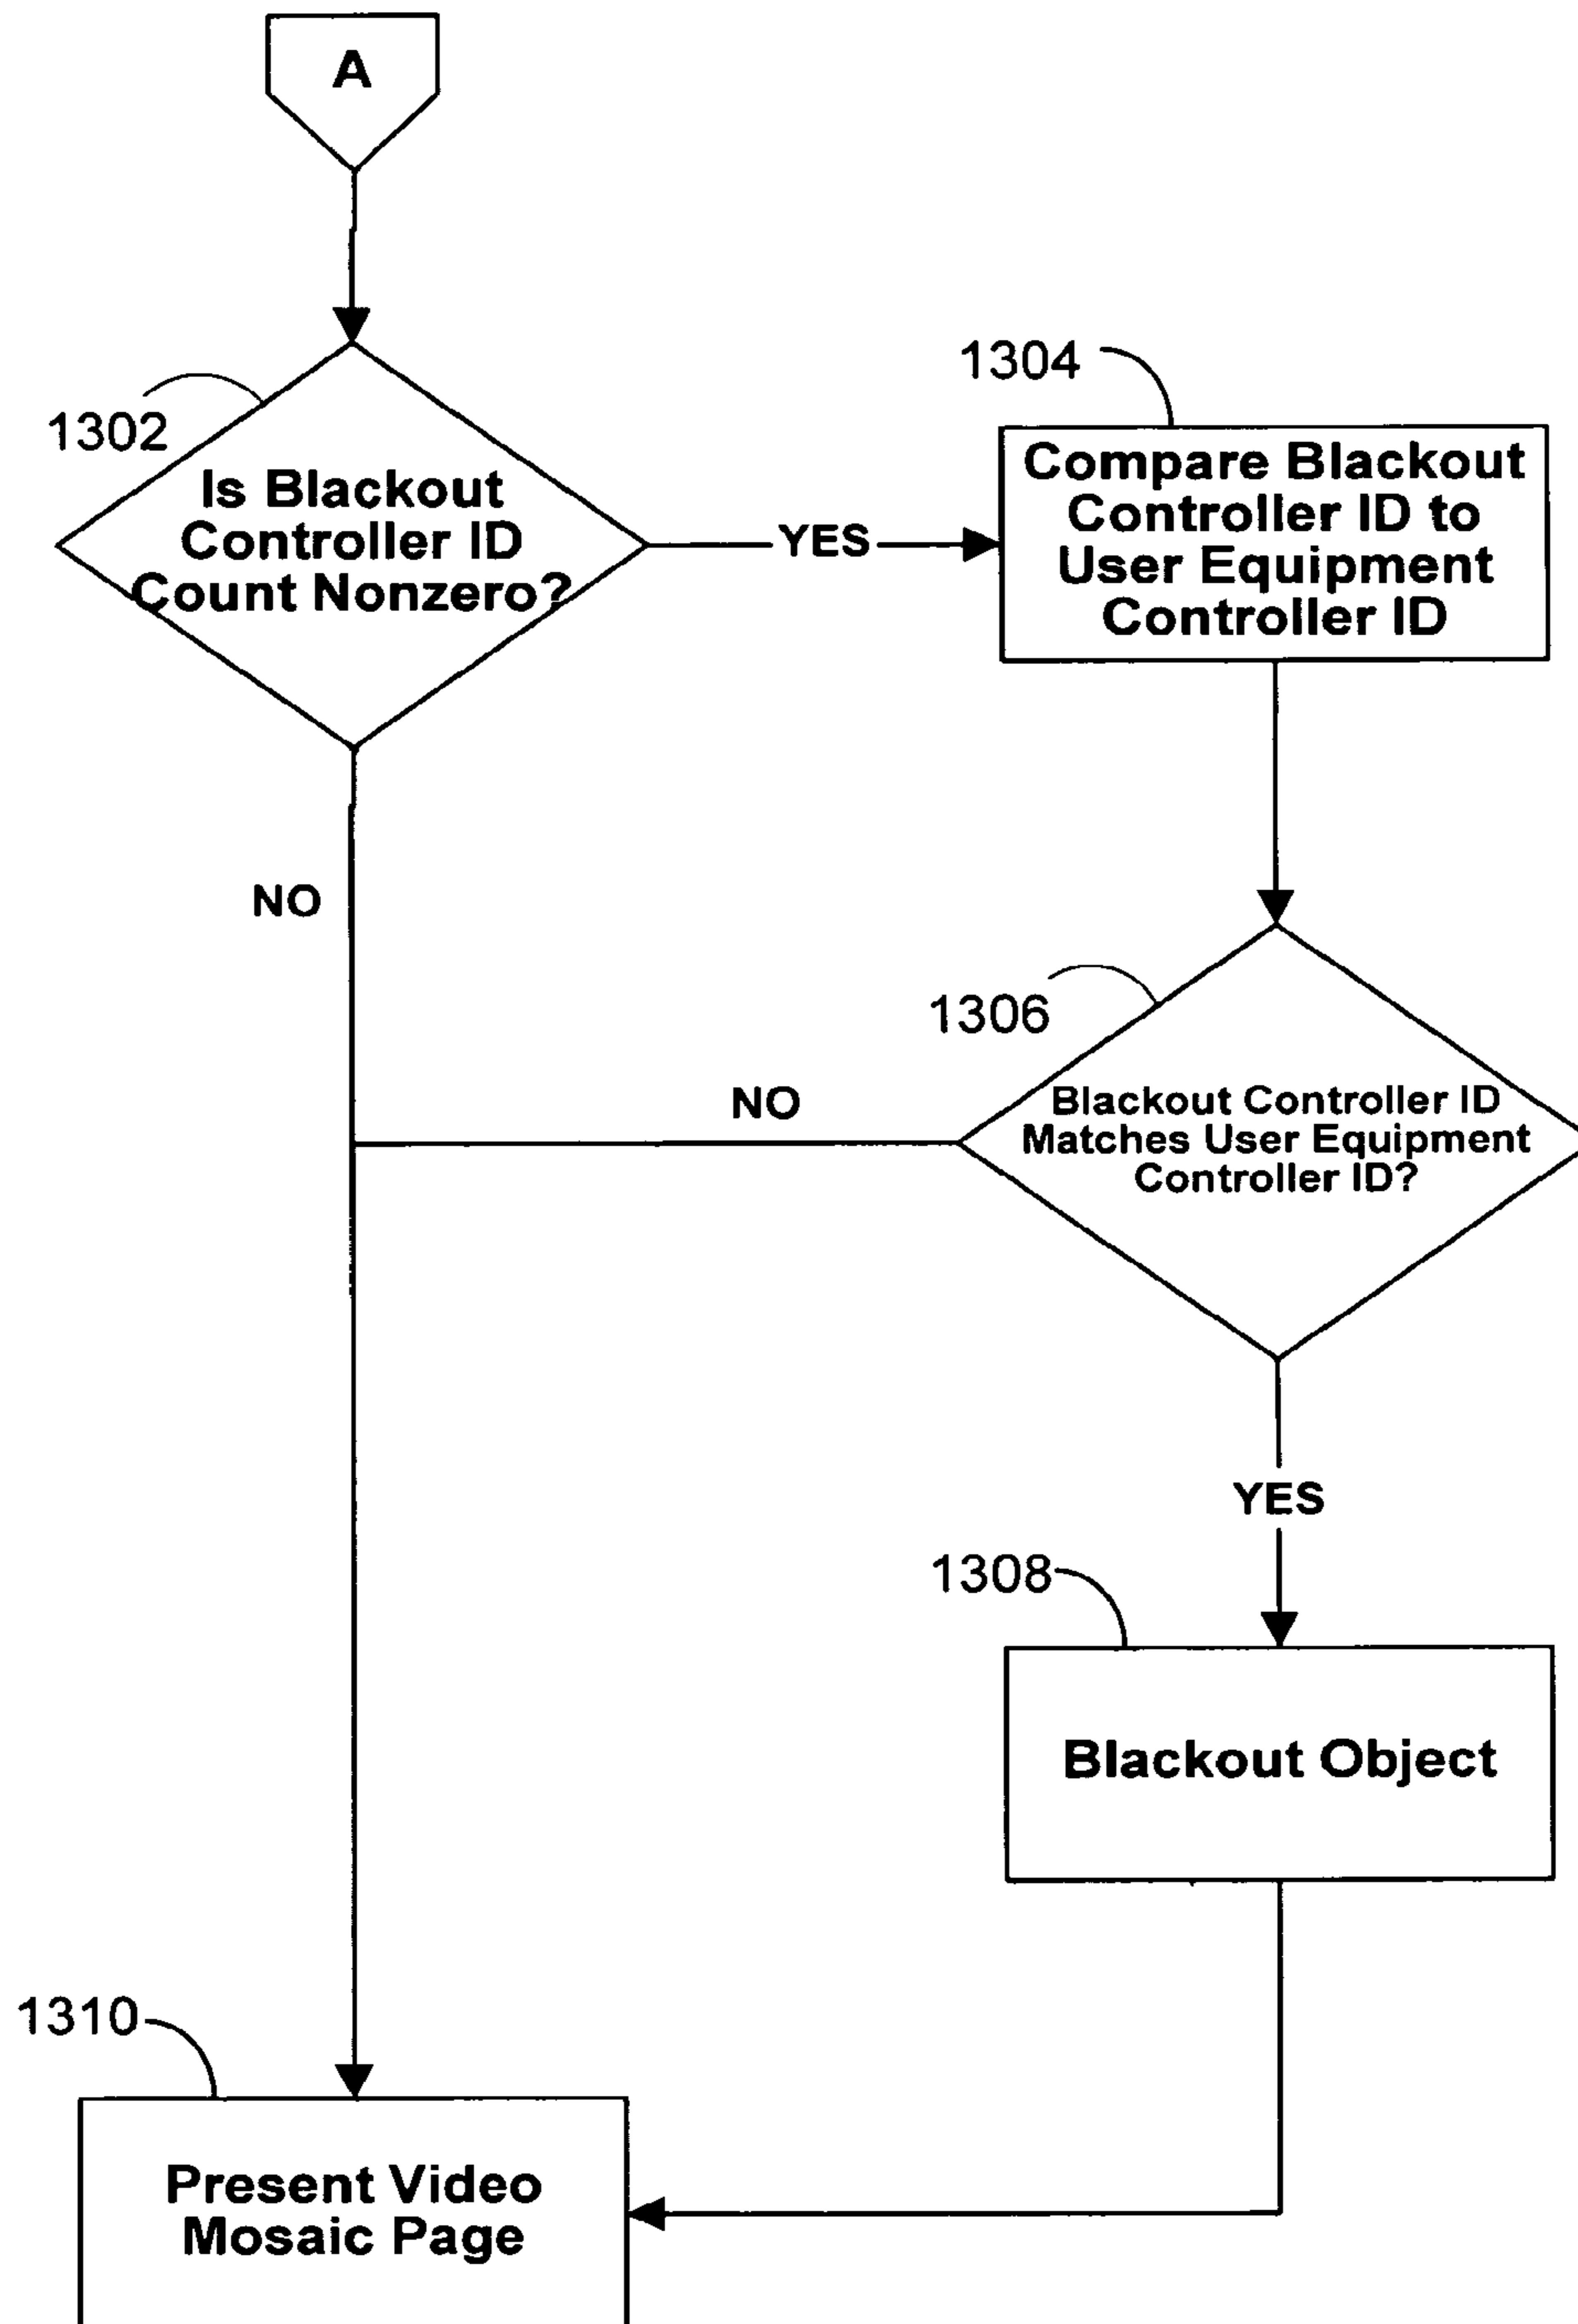 A
1302
Is Blackout
Controller ID
Count Nonzero?
YES
1304
Compare Blackout
Controller ID to
User Equipment
Controller ID
NO
1306
Blackout Controller ID
Matches User Equipment
Controller ID?
NO
YES
1308
Blackout Object
1310
Present Video
Mosaic Page